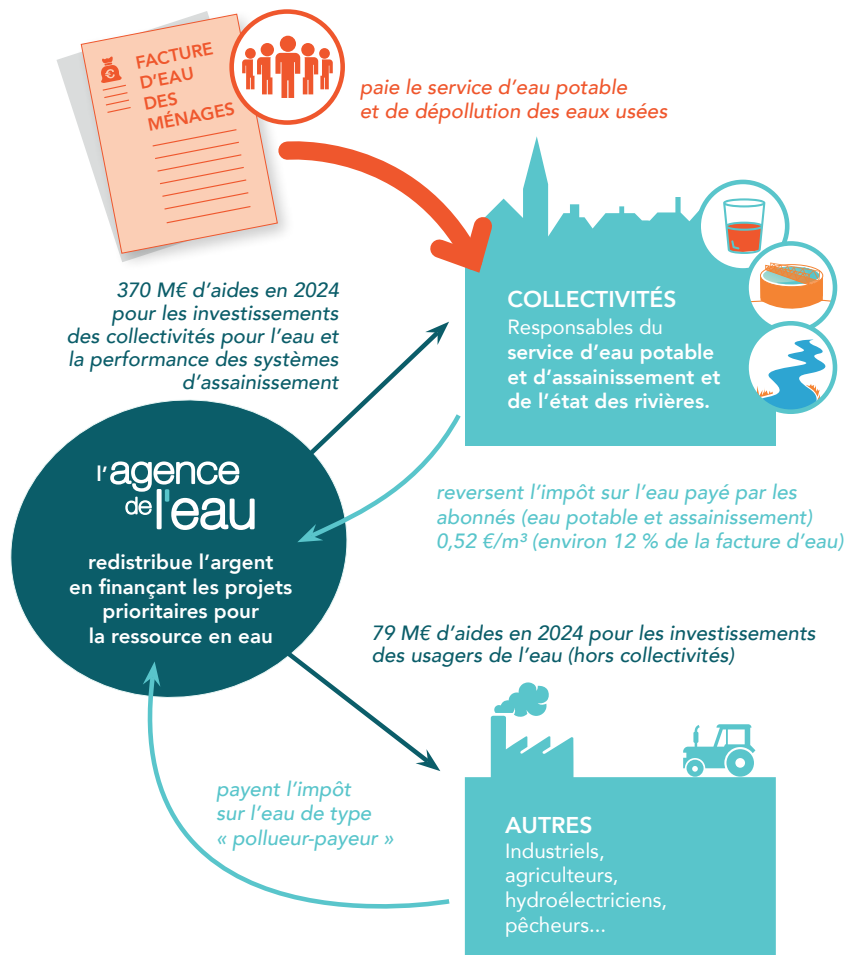 FACTURE
D'EAU
DES
MÉNAGES
€
paie le service d'eau potable
et de dépollution des eaux usées
370 M€ d'aides en 2024
pour les investissements
des collectivités pour l'eau et
la performance des systèmes
d'assainissement
COLLECTIVITÉS
Responsables du
service d'eau potable
et d'assainissement et
de l'état des rivières.
l'agence
de l'eau
redistribue l'argent
en finançant les projets
prioritaires pour
la ressource en eau
reversent l'impôt sur l'eau payé par les
abonnés (eau potable et assainissement)
0,52 €/m³ (environ 12 % de la facture d'eau)
79 M€ d'aides en 2024 pour les investissements
des usagers de l'eau (hors collectivités)
payent l'impôt
sur l'eau de type
« pollueur-payeur »
AUTRES
Industriels,
agriculteurs,
hydroélectriciens,
pêcheurs...